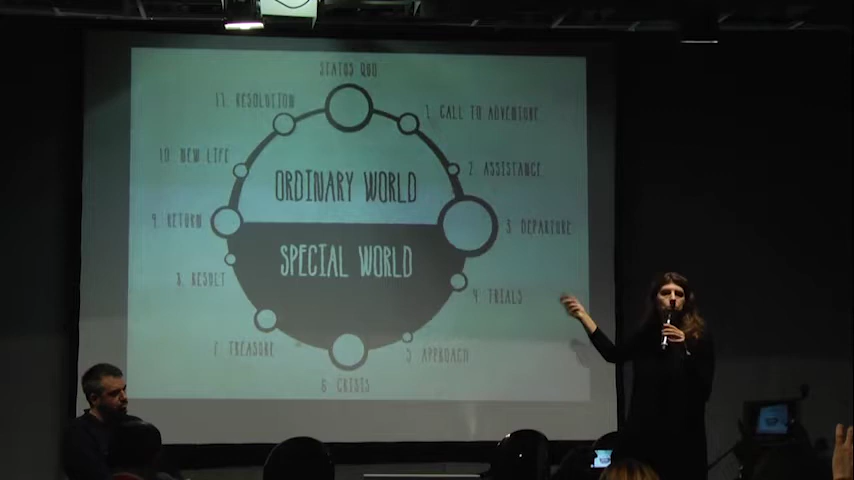 STATUS QUO
1. CALL TO ADVENTURE
2. ASSISTANCE
3. DEPARTURE
4. TRIALS
5 APPROACH
6 CRISIS
7 TREASURE
8. RESULT
9. RETURN
10. NEW LIFE
11. RESOLUTION
ORDINARY WORLD
SPECIAL WORLD